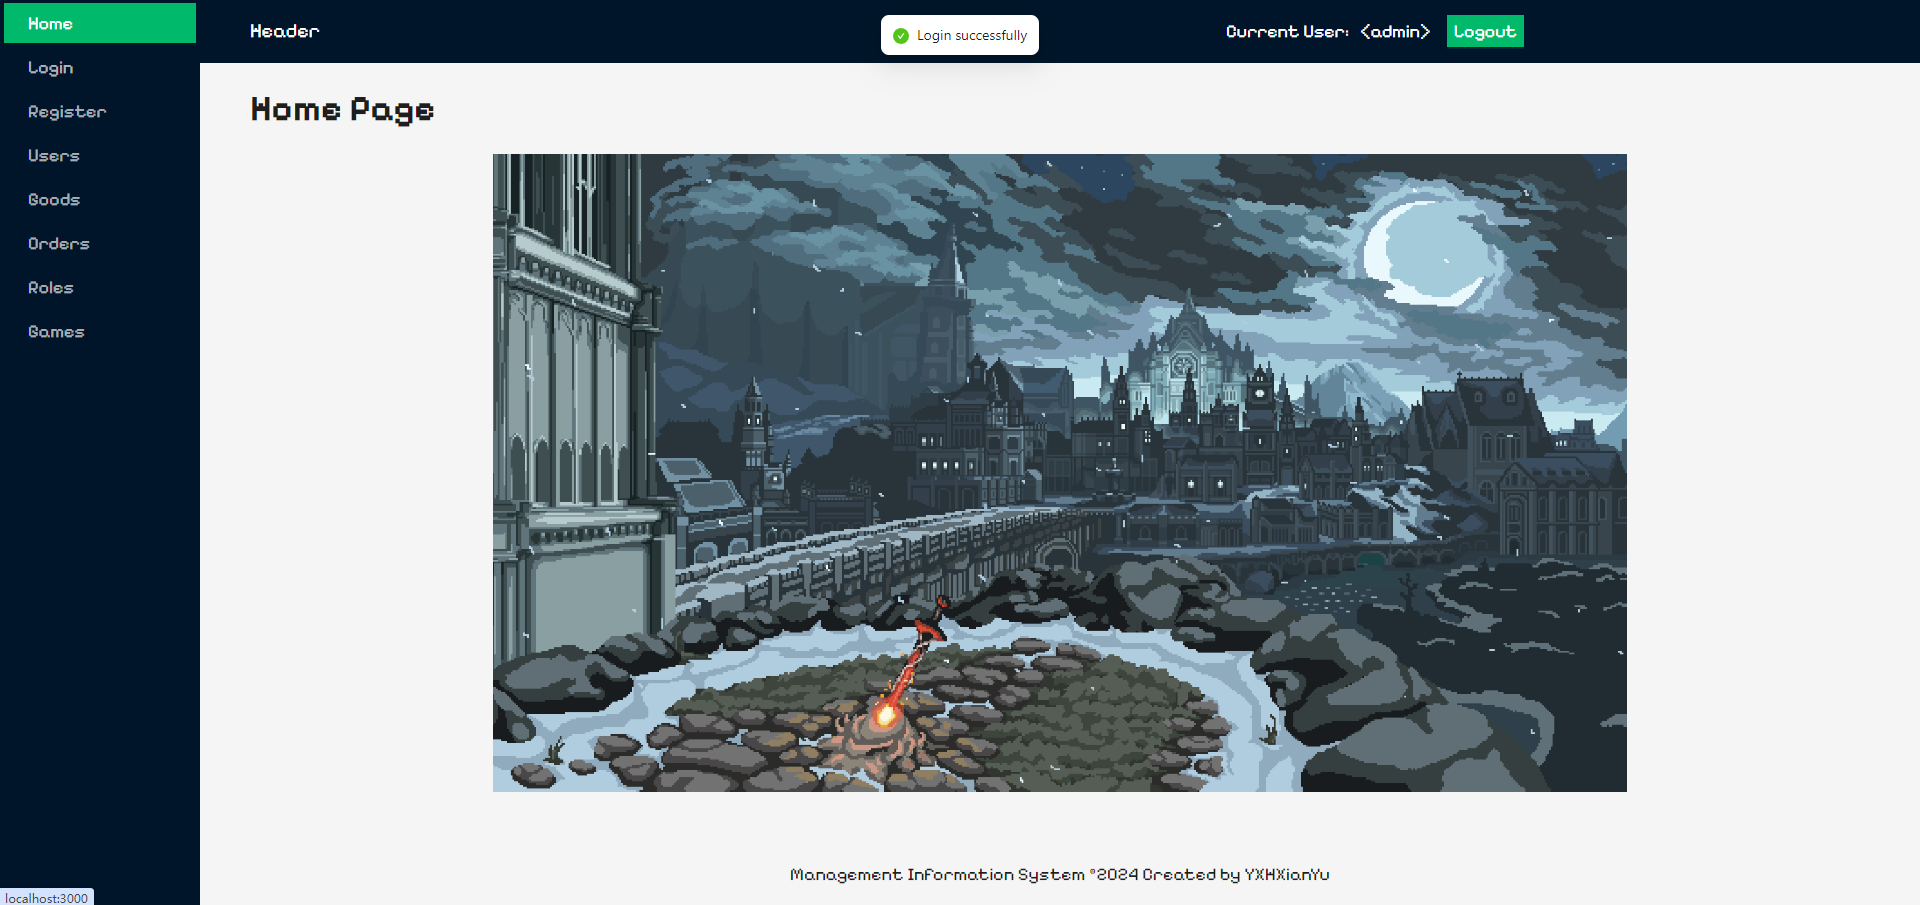 Home
Login
Register
Users
Goods
Orders
Roles
Games
Header
Login successfully
Current User: <admin>
Logout
Home Page
Management Information System ©2024 Created by YXHXianYu
localhost:3000